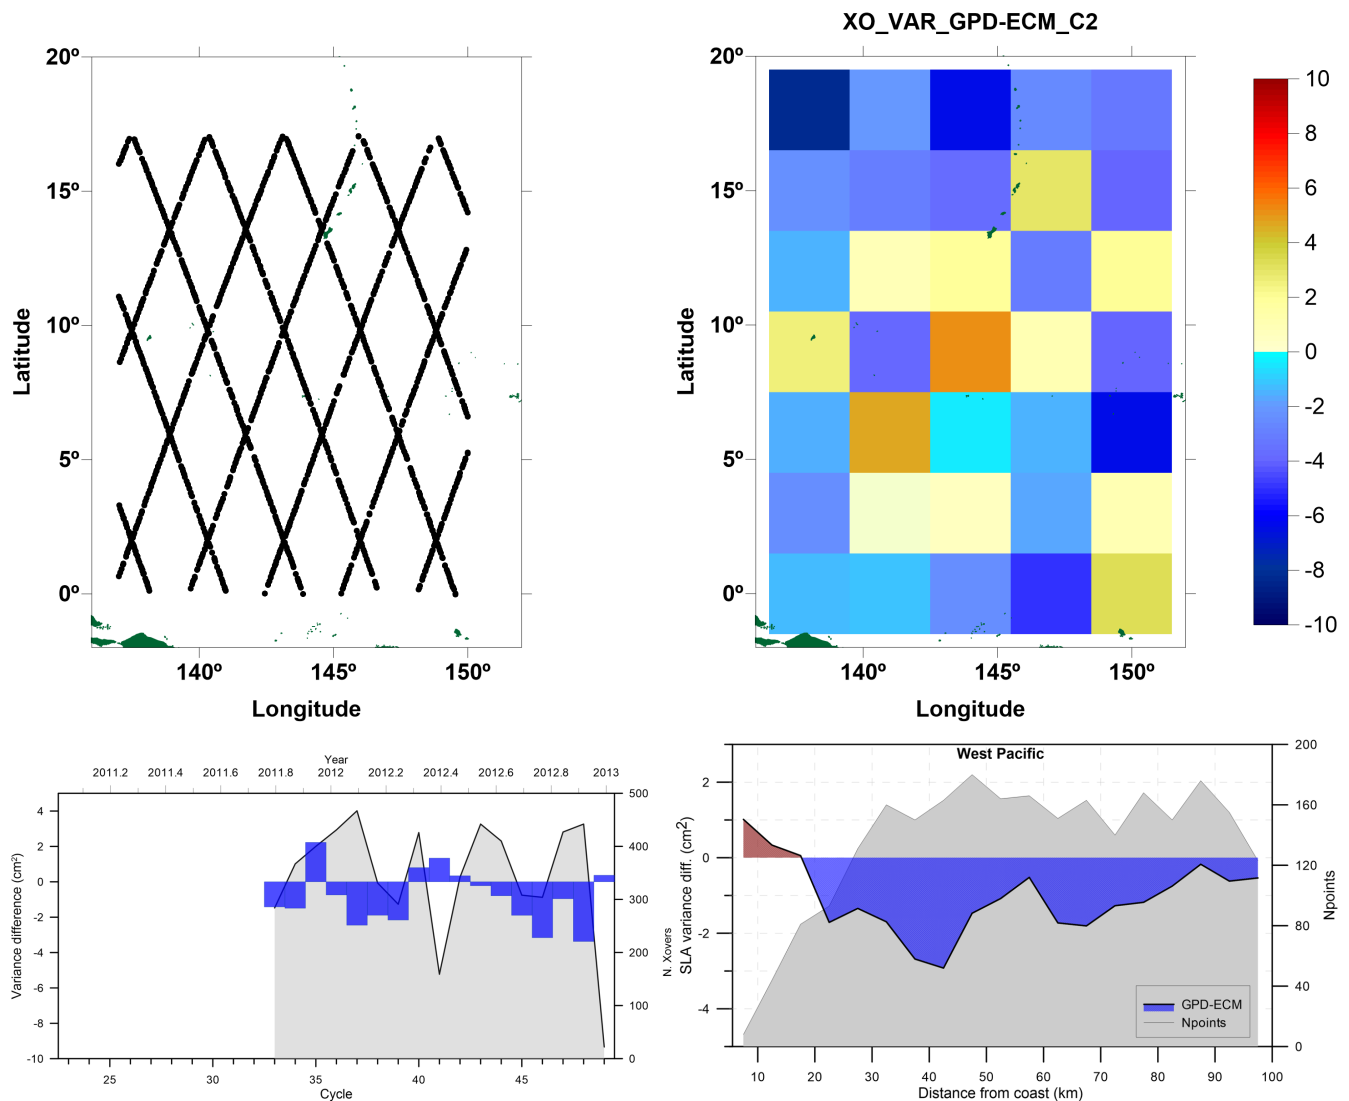 XO_VAR_GPD-ECM_C2
20º
15º
10º
5º
0º
Latitude
140º
145º
150º
Longitude
20º
15º
10º
5º
0º
Latitude
140º
145º
150º
Longitude
10
8
6
4
2
0
-2
-4
-6
-8
-10
Year
2011.2
2011.4
2011.6
2011.8
2012
2012.2
2012.4
2012.6
2012.8
2013
4
2
0
-2
-4
-6
-8
-10
Variance difference (cm²)
500
400
300
200
100
0
N. Xovers
25
30
35
40
45
Cycle
West Pacific
2
0
-2
-4
SLA variance diff. (cm2)
200
160
120
80
40
0
Npoints
GPD-ECM
Npoints
10
20
30
40
50
60
70
80
90
100
Distance from coast (km)